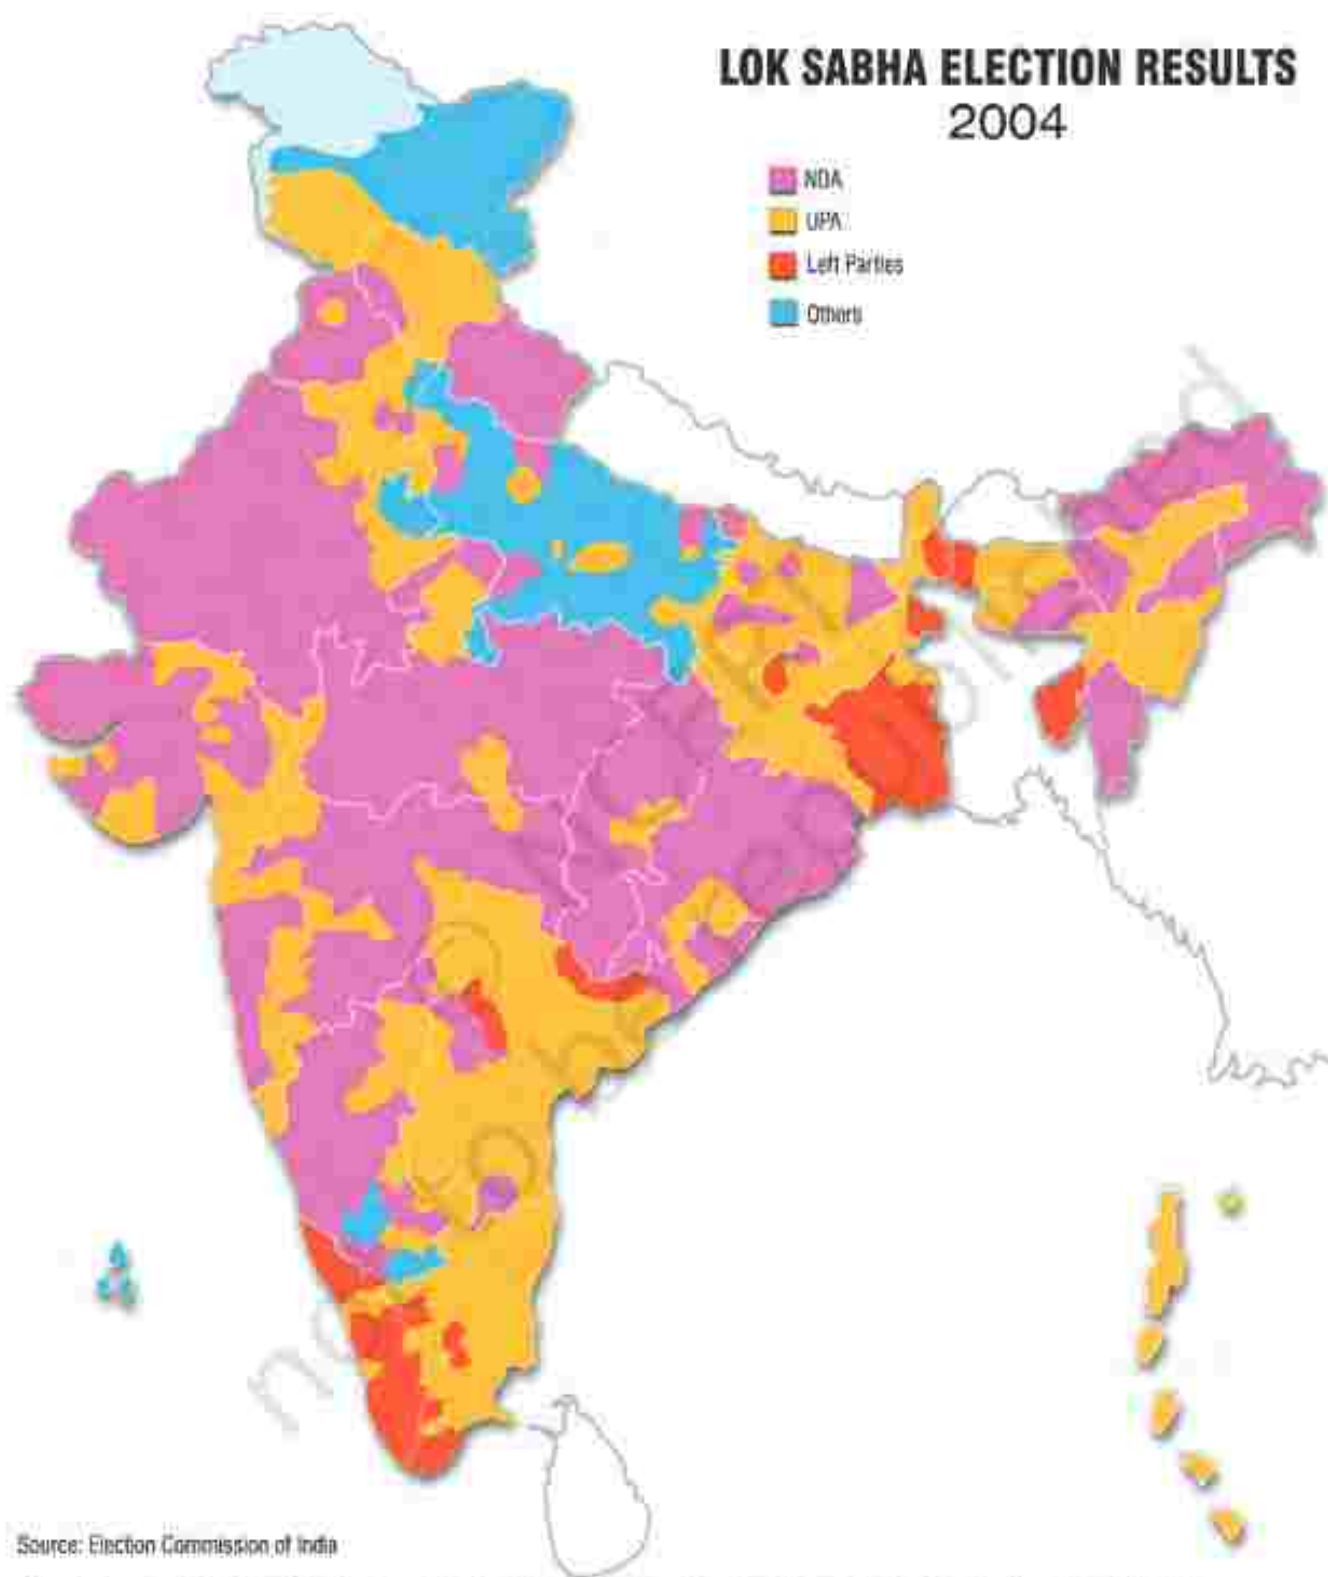 LOK SABHA ELECTION RESULTS
2004
NDA
UPA
Left Parties
Others
Source: Election Commission of India